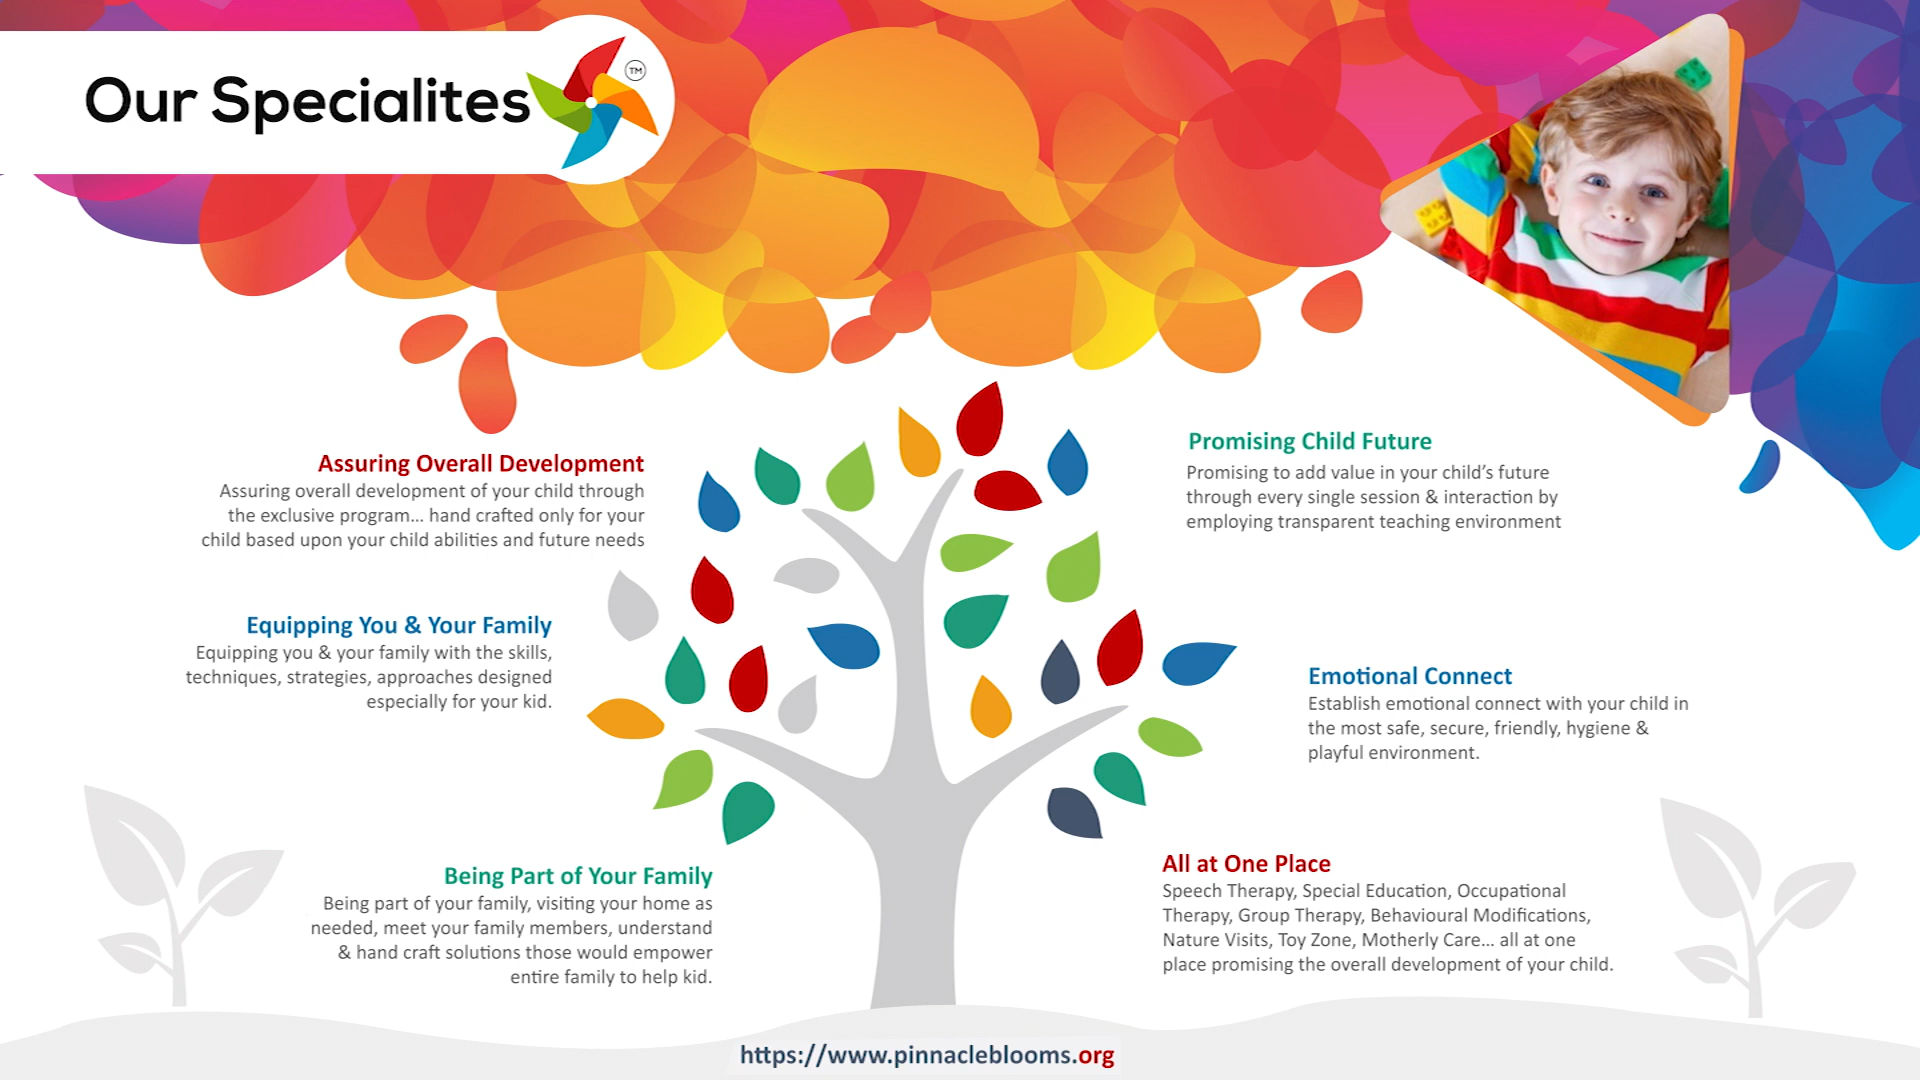 Our Specialites
TM
Assuring Overall Development
Assuring overall development of your child through
the exclusive program... hand crafted only for your
child based upon your child abilities and future needs
Equipping You & Your Family
Equipping you & your family with the skills,
techniques, strategies, approaches designed
especially for your kid.
Being Part of Your Family
Being part of your family, visiting your home as
needed, meet your family members, understand
& hand craft solutions those would empower
entire family to help kid.
Promising Child Future
Promising to add value in your child’s future
through every single session & interaction by
employing transparent teaching environment
Emotional Connect
Establish emotional connect with your child in
the most safe, secure, friendly, hygiene &
playful environment.
All at One Place
Speech Therapy, Special Education, Occupational
Therapy, Group Therapy, Behavioural Modifications,
Nature Visits, Toy Zone, Motherly Care... all at one
place promising the overall development of your child.
https://www.pinnacleblooms.org